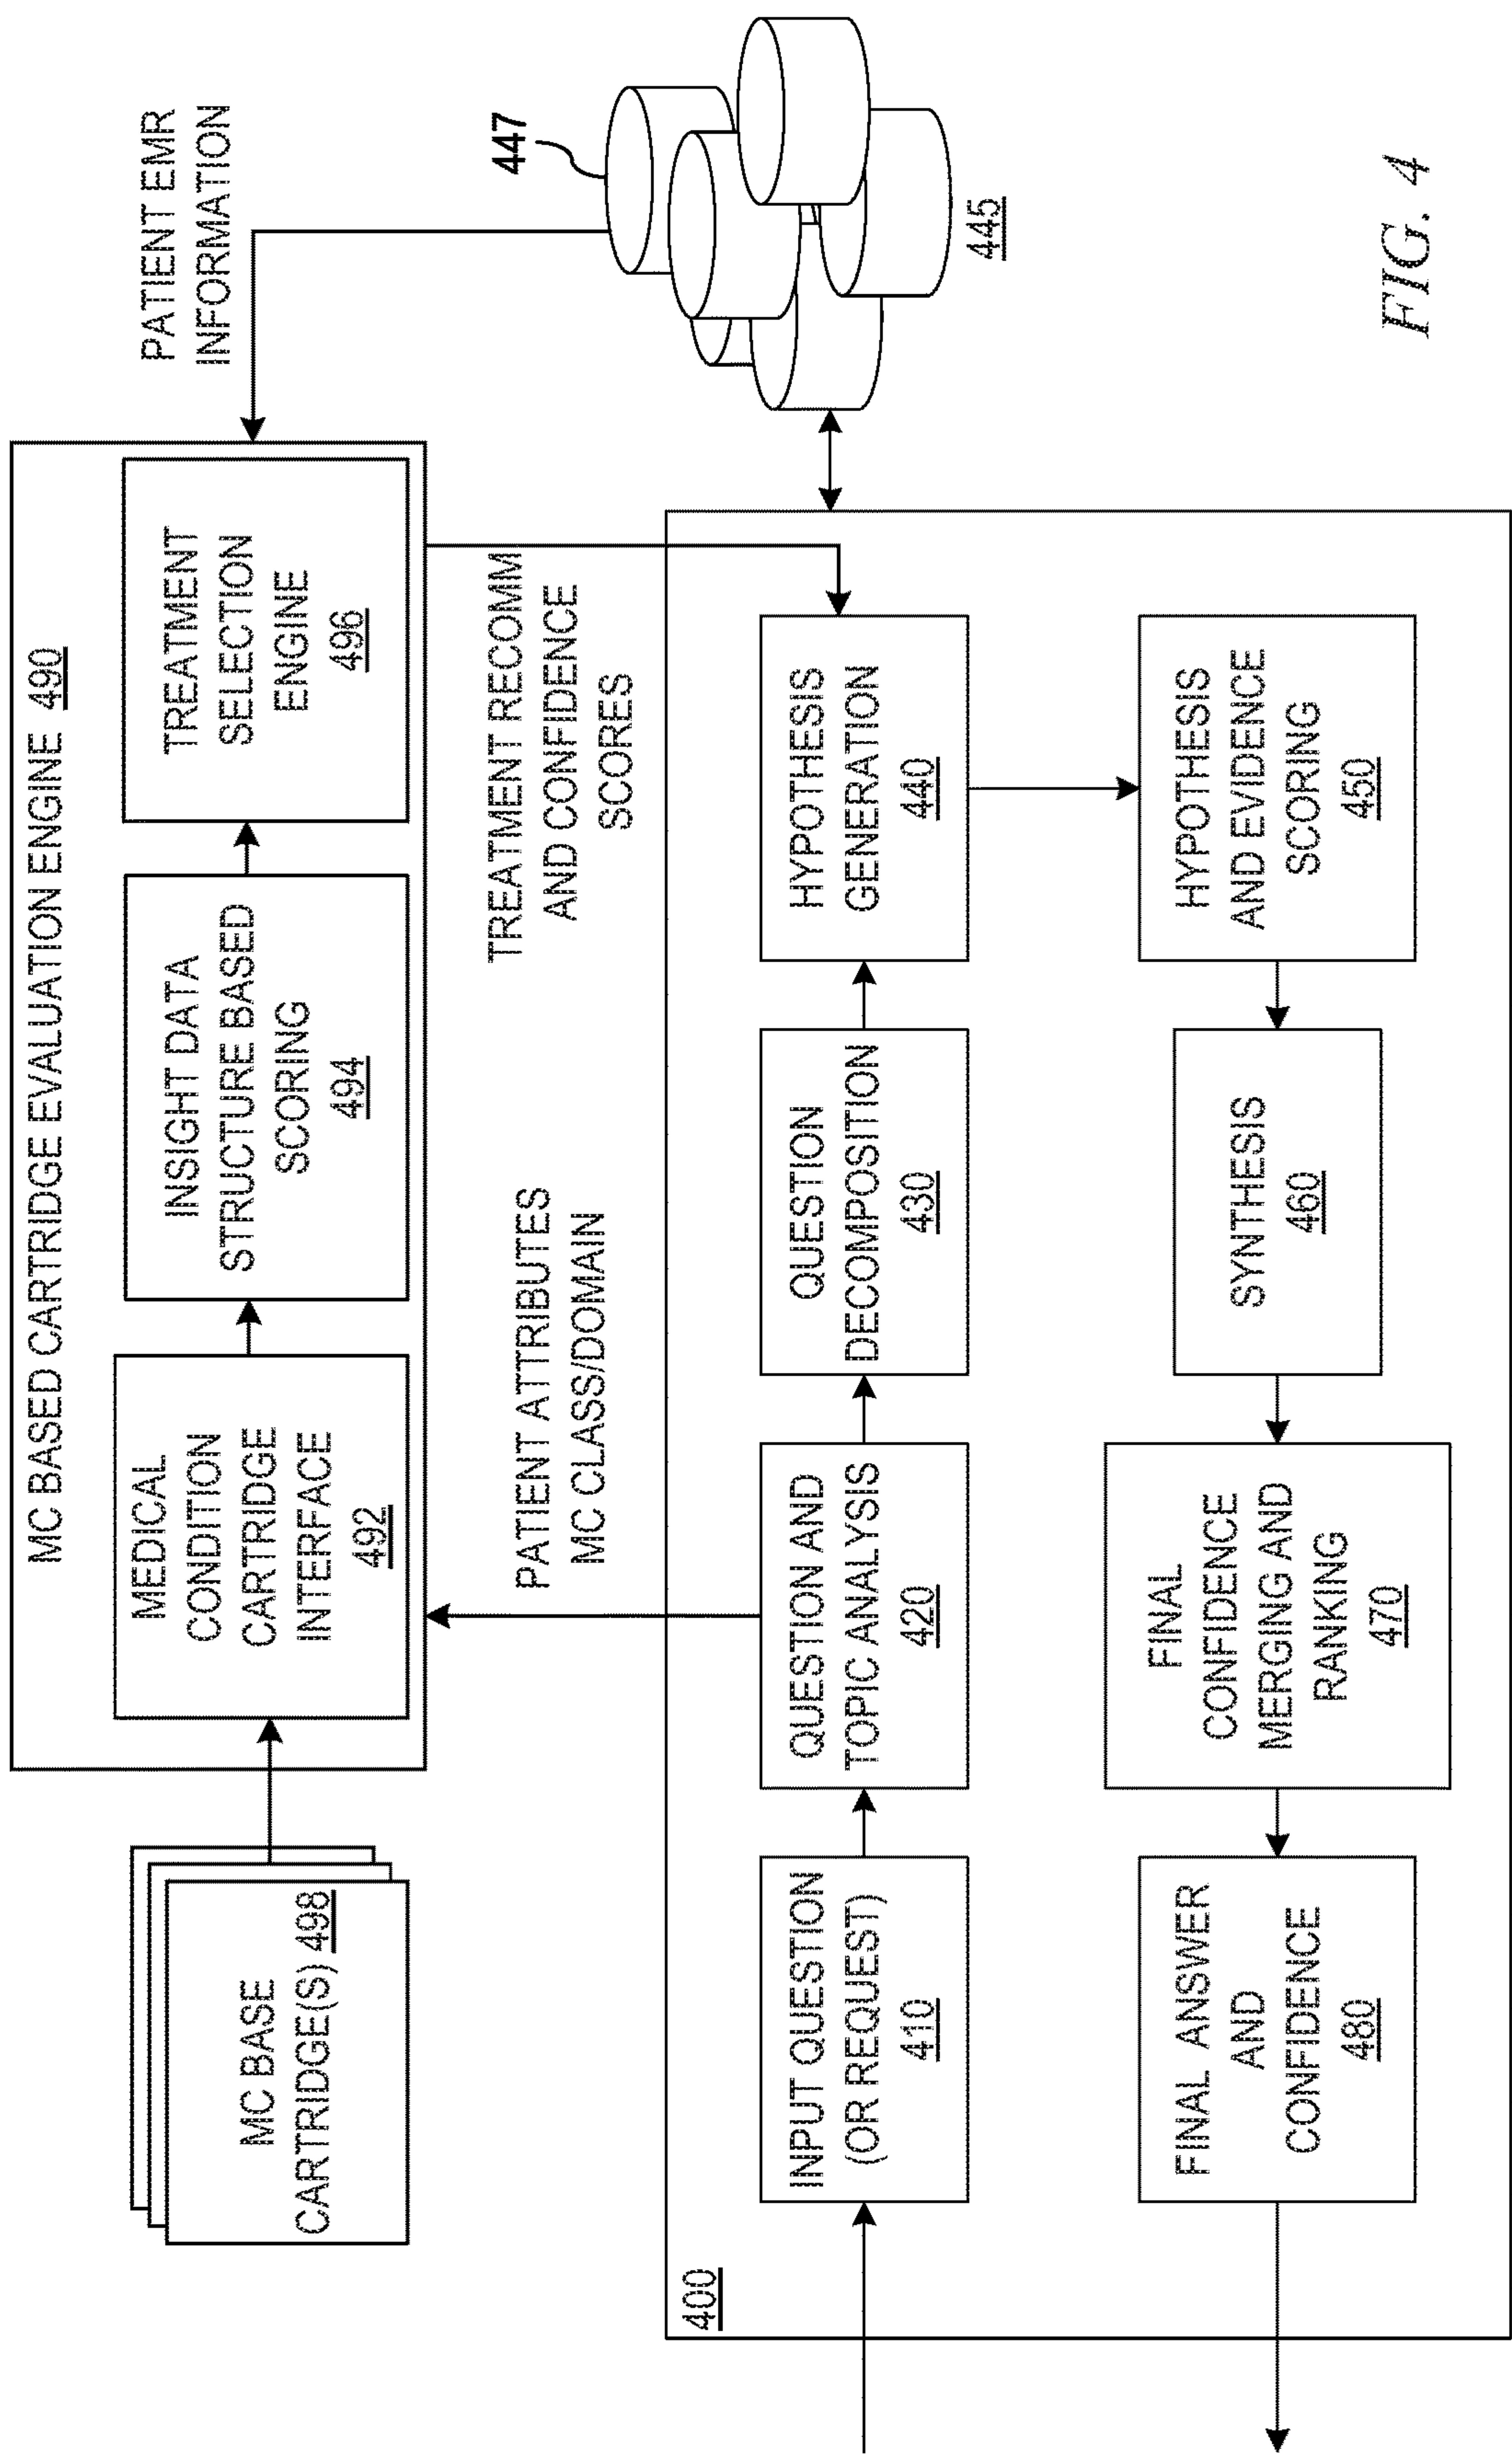 MC BASED CARTRIDGE EVALUATION ENGINE 490
PATIENT EMR
INFORMATION
MC BASE
CARTRIDGE(S) 498
MEDICAL
CONDITION
CARTRIDGE
INTERFACE
492
INSIGHT DATA
STRUCTURE BASED
SCORING
494
TREATMENT
SELECTION
ENGINE
496
447
PATIENT ATTRIBUTES
MC CLASS/DOMAIN
TREATMENT RECOMM
AND CONFIDENCE
SCORES
445
400
INPUT QUESTION
(OR REQUEST)
410
QUESTION AND
TOPIC ANALYSIS
420
QUESTION
DECOMPOSITION
430
HYPOTHESIS
GENERATION
440
FINAL ANSWER
AND
CONFIDENCE
480
FINAL
CONFIDENCE
MERGING AND
RANKING
470
SYNTHESIS
460
HYPOTHESIS
AND EVIDENCE
SCORING
450
FIG. 4